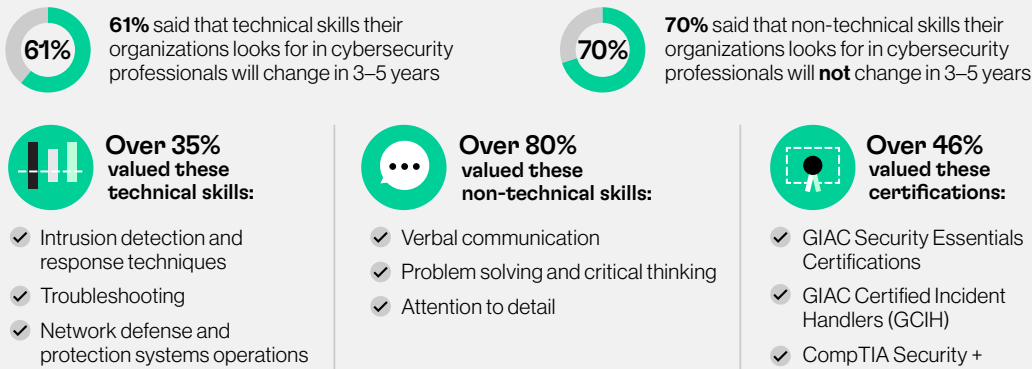 61%
61% said that technical skills their
organizations looks for in cybersecurity
professionals will change in 3–5 years
70%
70% said that non-technical skills their
organizations looks for in cybersecurity
professionals will not change in 3–5 years
Over 35%
valued these
technical skills:
Intrusion detection and
response techniques
Troubleshooting
Network defense and
protection systems operations
Over 80%
valued these
non-technical skills:
Verbal communication
Problem solving and critical thinking
Attention to detail
Over 46%
valued these
certifications:
GIAC Security Essentials
Certifications
GIAC Certified Incident
Handlers (GCIH)
CompTIA Security +